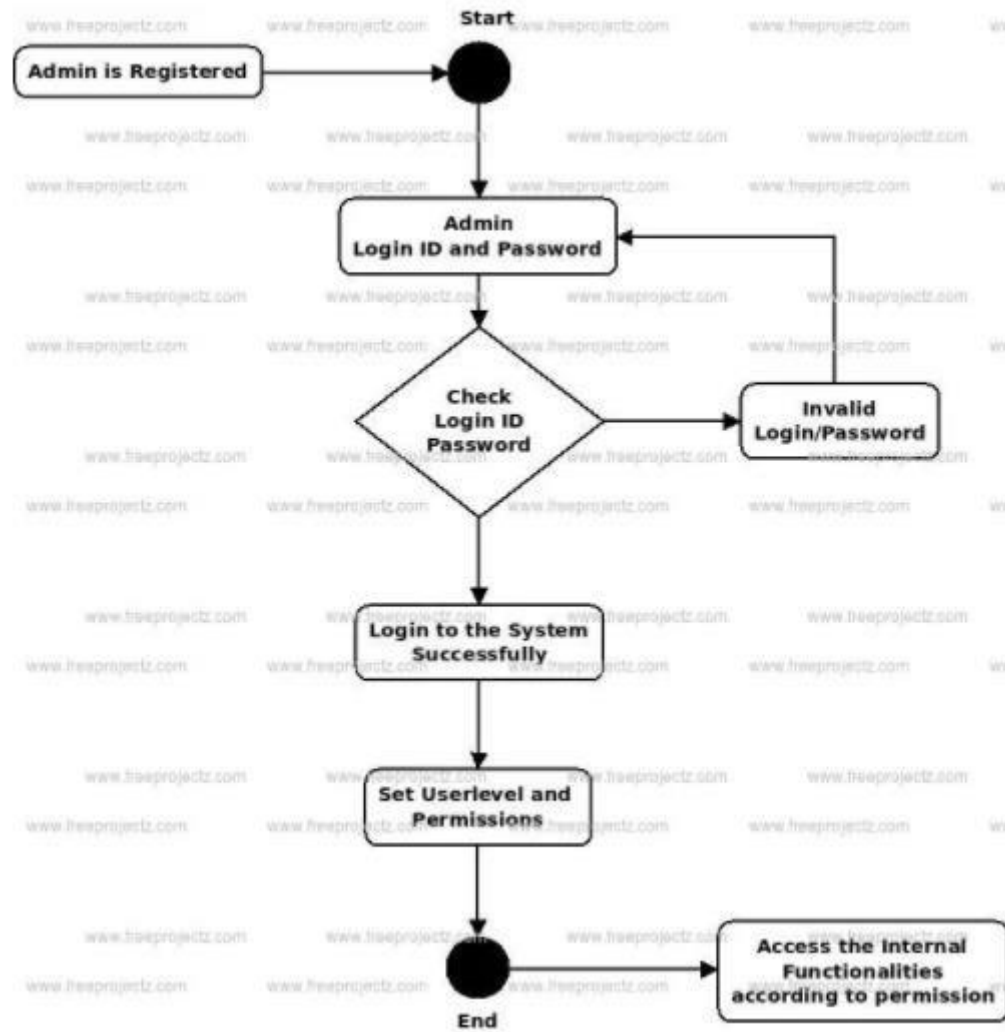 Start
Admin is Registered
Admin
Login ID and Password
Check
Login ID
Password
Invalid
Login/Password
Login to the System
Successfully
Set Userlevel and
Permissions
Access the Internal
Functionalities
according to permission
End
www.freeprojectz.com